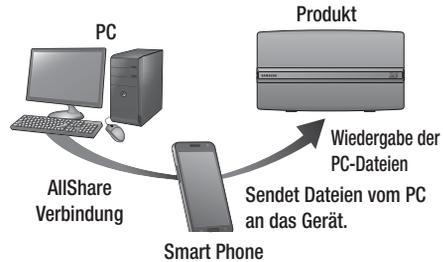 PC
Produkt
SAMSUNG
AllShare
Verbindung
Wiedergabe der
PC-Dateien
Sendet Dateien vom PC
an das Gerät.
Smart Phone